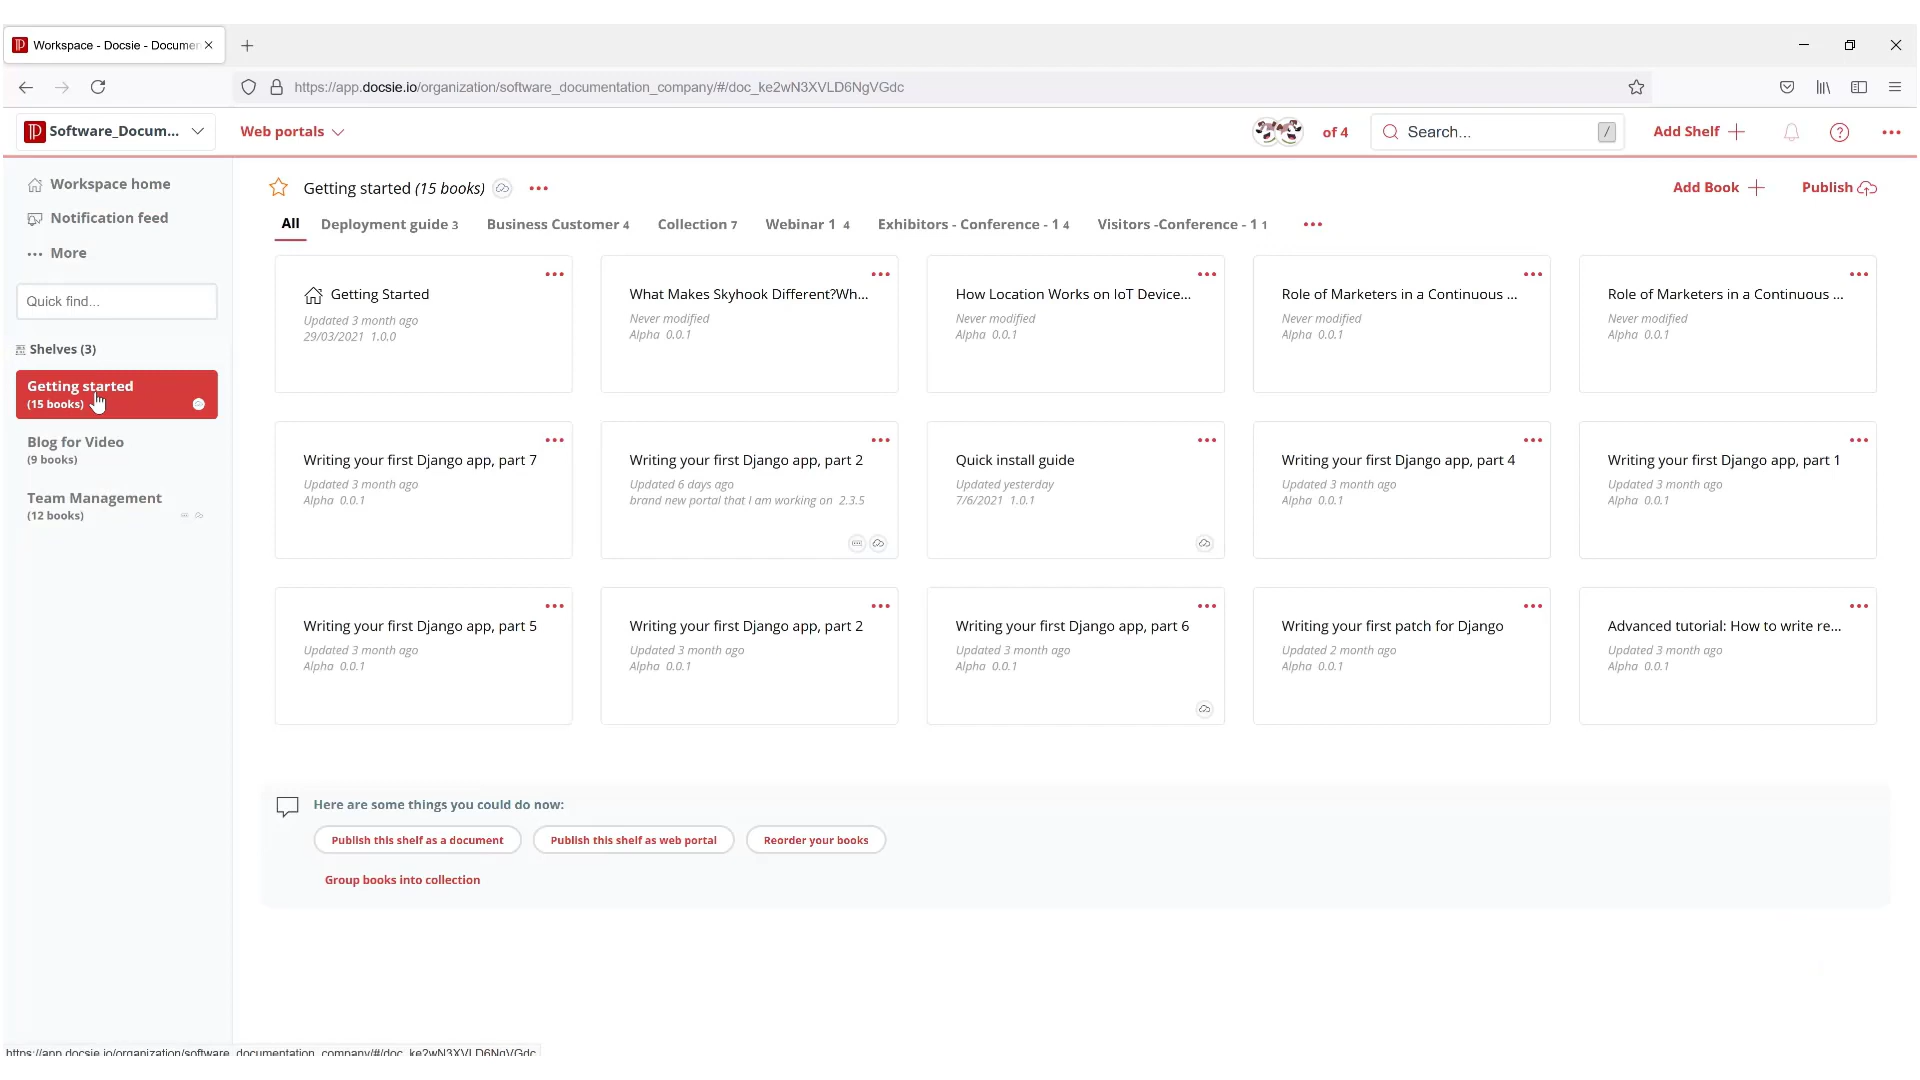 Workspace - Docsie - Documen
https://app.docsie.io/organization/software_documentation_company/#/doc_ke2wN3XVLD6NgVGdc
Software_Docum...
Web portals
of 4
Search...
/
Add Shelf
Workspace home
Notification feed
More
Quick find...
Shelves (3)
Getting started
(15 books)
Blog for Video
(9 books)
Team Management
(12 books)
Getting started (15 books)
Add Book
Publish
All
Deployment guide 3
Business Customer 4
Collection 7
Webinar 1 4
Exhibitors - Conference - 1 4
Visitors -Conference - 1 1
Getting Started
Updated 3 month ago
29/03/2021 1.0.0
What Makes Skyhook Different?Wh...
Never modified
Alpha 0.0.1
How Location Works on IoT Device...
Never modified
Alpha 0.0.1
Role of Marketers in a Continuous ...
Never modified
Alpha 0.0.1
Role of Marketers in a Continuous ...
Never modified
Alpha 0.0.1
Writing your first Django app, part 7
Updated 3 month ago
Alpha 0.0.1
Writing your first Django app, part 2
Updated 6 days ago
brand new portal that I am working on 2.3.5
Quick install guide
Updated yesterday
7/6/2021 1.0.1
Writing your first Django app, part 4
Updated 3 month ago
Alpha 0.0.1
Writing your first Django app, part 1
Updated 3 month ago
Alpha 0.0.1
Writing your first Django app, part 5
Updated 3 month ago
Alpha 0.0.1
Writing your first Django app, part 2
Updated 3 month ago
Alpha 0.0.1
Writing your first Django app, part 6
Updated 3 month ago
Alpha 0.0.1
Writing your first patch for Django
Updated 2 month ago
Alpha 0.0.1
Advanced tutorial: How to write re...
Updated 3 month ago
Alpha 0.0.1
Here are some things you could do now:
Publish this shelf as a document
Publish this shelf as web portal
Reorder your books
Group books into collection
https://app.docsie.io/organization/software_documentation_company/#/doc_ke2wN3XVLD6NgVGdc